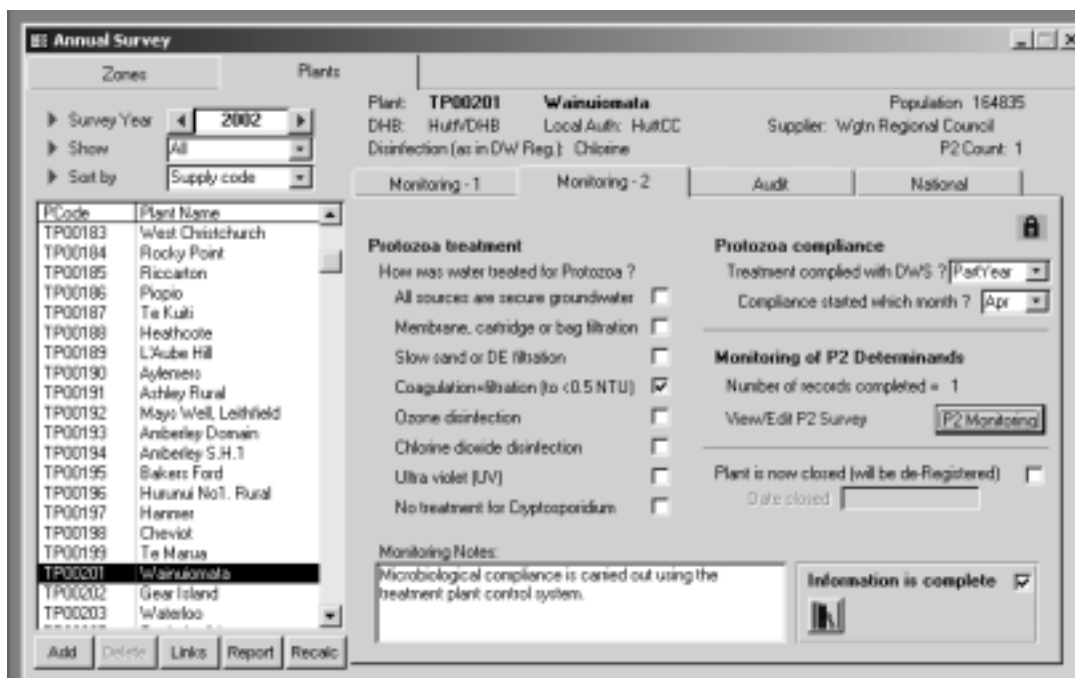 Annual Survey
Zones
Plants
Survey Year 2002
Show All
Sort by Supply code
PCode Plant Name
TP00183 West Christchurch
TP00184 Rocky Point
TP00185 Riccarton
TP00186 Piopio
TP00187 Te Kuiti
TP00188 Heathcote
TP00189 L'Aube Hill
TP00190 Aylemers
TP00191 Ashley Rural
TP00192 Mays Well, Leithfield
TP00193 Amberley Domain
TP00194 Amberley S.H.1
TP00195 Bakers Ford
TP00196 Hurunui No1. Rural
TP00197 Hanmer
TP00198 Cheviot
TP00199 Te Marua
TP00201 Wainuiomata
TP00202 Gear Island
TP00203 Waterloo
Add Delete Links Report Recalc
Plant: TP00201 Wainuiomata Population 164835
DHB: HuttVDHB Local Auth: HuttCC Supplier: Wgtn Regional Council
Disinfection (as in DW Reg.): Chlorine P2 Count: 1
Monitoring - 1
Monitoring - 2
Audit
National
Protozoa treatment
How was water treated for Protozoa ?
All sources are secure groundwater
Membrane, cartridge or bag filtration
Slow sand or DE filtration
Coagulation+filtration (to <0.5 NTU)
Ozone disinfection
Chlorine dioxide disinfection
Ultra violet (UV)
No treatment for Cryptosporidium
Protozoa compliance
Treatment complied with DWS ? PartYear
Compliance started which month ? Apr
Monitoring of P2 Determinands
Number of records completed = 1
View/Edit P2 Survey P2 Monitoring
Plant is now closed (will be de-Registered)
Date closed
Monitoring Notes:
Microbiological compliance is carried out using the
treatment plant control system.
Information is complete